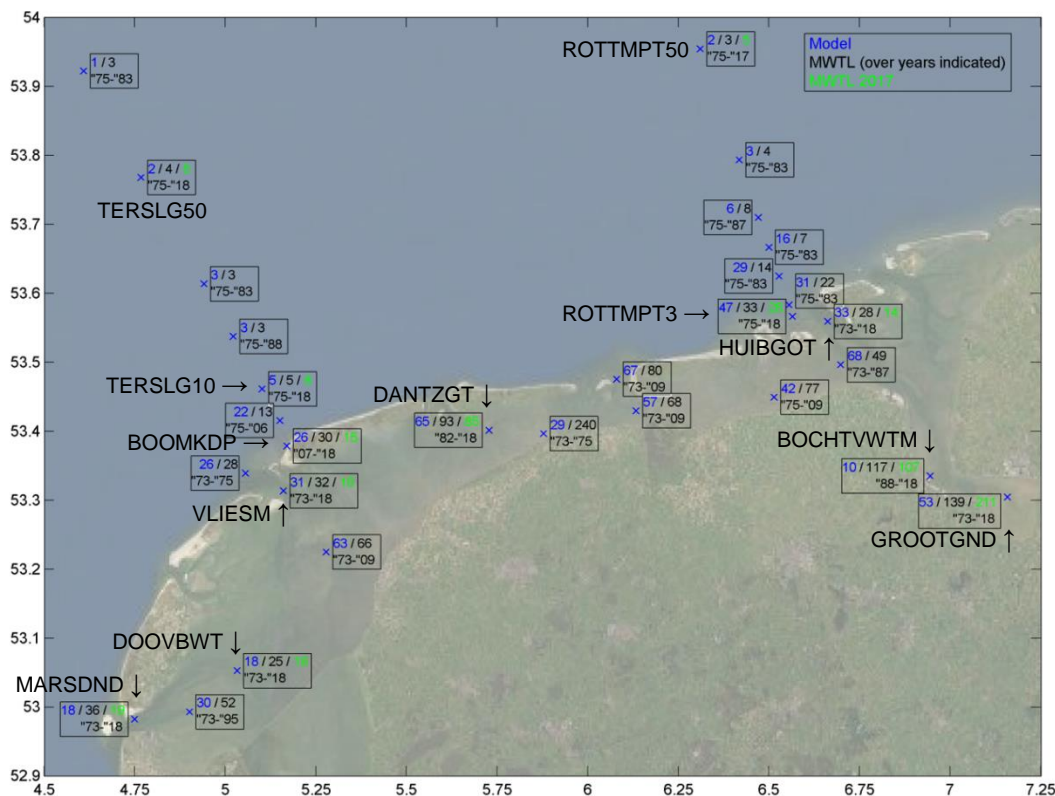 54
53.9
53.8
53.7
53.6
53.5
53.4
53.3
53.2
53.1
53
52.9
4.5
4.75
5
5.25
5.5
5.75
6
6.25
6.5
6.75
7
7.25
Model
MWTL (over years indicated)
MWTL 2017
1 / 3
"75-"83
ROTTMPT50
2 / 3 /
"75-"17
2 / 4 /
"75-"18
TERSLG50
3 / 4
"75-"83
6 / 8
"75-"87
16 / 7
"75-"83
29 / 14
"75-"83
31 / 22
"75-"83
3 / 3
"75-"83
ROTTMPT3 →
47 / 33 /
"75-"18
33 / 28 / 14
"73-"18
HUIBGOT ↑
3 / 3
"75-"88
68 / 49
"73-"87
TERSLG10 →
5 / 5 /
"75-"18
DANTZGT ↓
67 / 80
"73-"09
42 / 77
"75-"09
22 / 13
"75-"06
57 / 68
"73-"09
BOOMKDP →
26 / 30 /
"07-"18
65 / 93 /
"82-"18
29 / 240
"73-"75
BOCHTVWTM ↓
26 / 28
"73-"75
31 / 32 /
"73-"18
VLIESM ↑
10 / 117 / 107
"88-"18
53 / 139 / 211
"73-"18
GROOTGND ↑
63 / 66
"73-"09
DOOVBWT ↓
18 / 25 /
"73-"18
MARSDND ↓
18 / 36 /
"73-"18
30 / 52
"73-"95